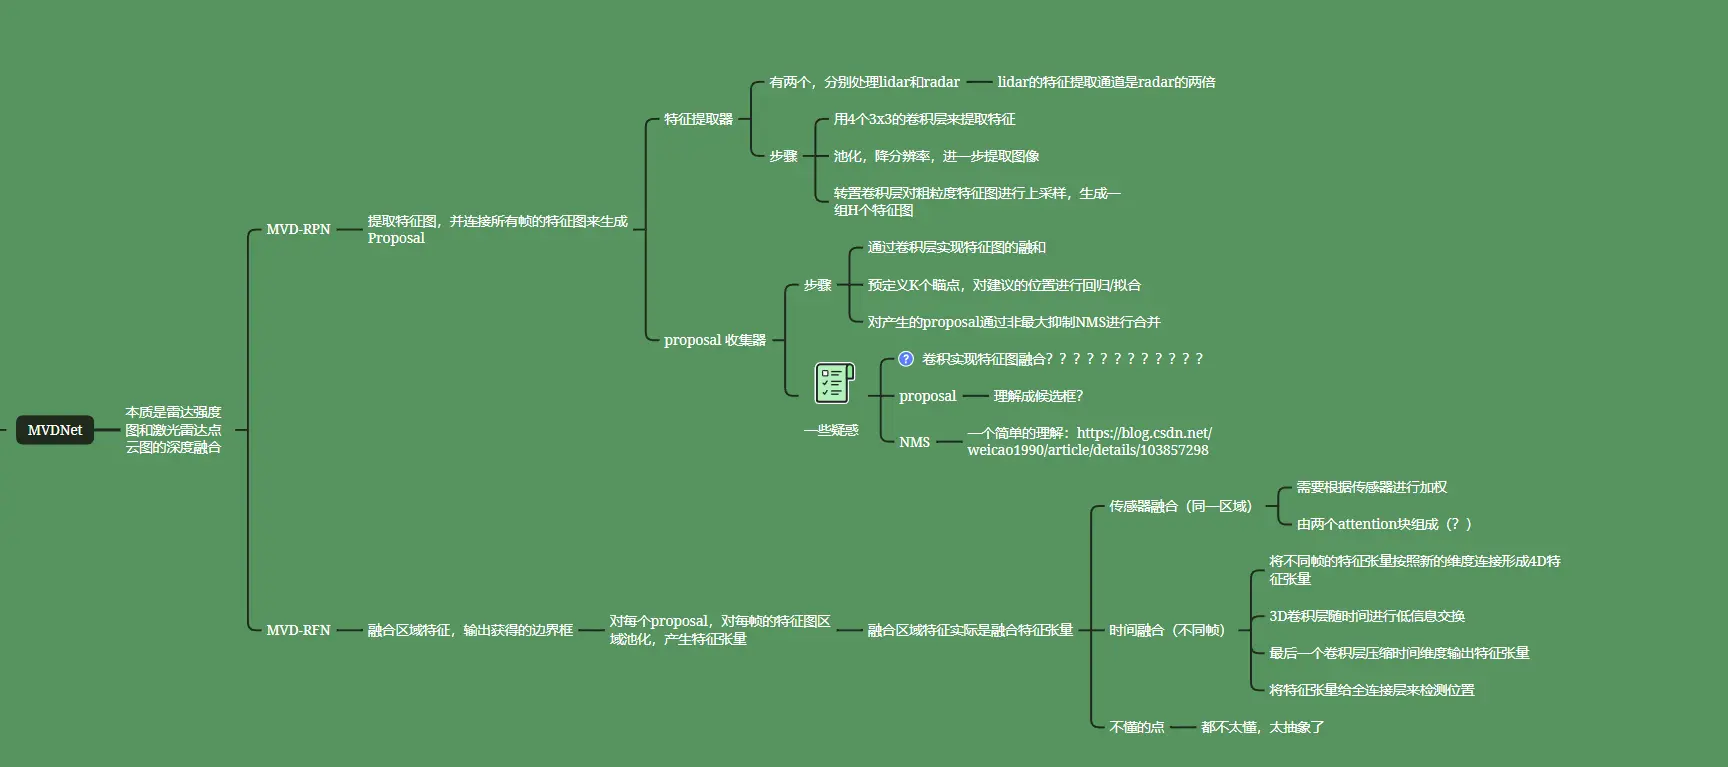 MVDNet
本质是雷达强度
图和激光雷达点
云图的深度融合
MVD-RPN
提取特征图，并连接所有帧的特征图来生成
Proposal
特征提取器
有两个，分别处理lidar和radar
lidar的特征提取通道是radar的两倍
步骤
用4个3x3的卷积层来提取特征
池化，降分辨率，进一步提取图像
转置卷积层对粗粒度特征图进行上采样，生成一
组H个特征图
proposal 收集器
步骤
通过卷积层实现特征图的融和
预定义K个瞄点，对建议的位置进行回归/拟合
对产生的proposal通过非最大抑制NMS进行合并
一些疑惑
卷积实现特征图融合？？？？？？？？？？？？
proposal
理解成候选框?
NMS
一个简单的理解：https://blog.csdn.net/
weicao1990/article/details/103857298
MVD-RFN
融合区域特征，输出获得的边界框
对每个proposal，对每帧的特征图区
域池化，产生特征张量
融合区域特征实际是融合特征张量
传感器融合（同一区域）
需要根据传感器进行加权
由两个attention块组成（？）
时间融合（不同帧）
将不同帧的特征张量按照新的维度连接形成4D特
征张量
3D卷积层随时间进行低信息交换
最后一个卷积层压缩时间维度输出特征张量
将特征张量给全连接层来检测位置
不懂的点
都不太懂，太抽象了